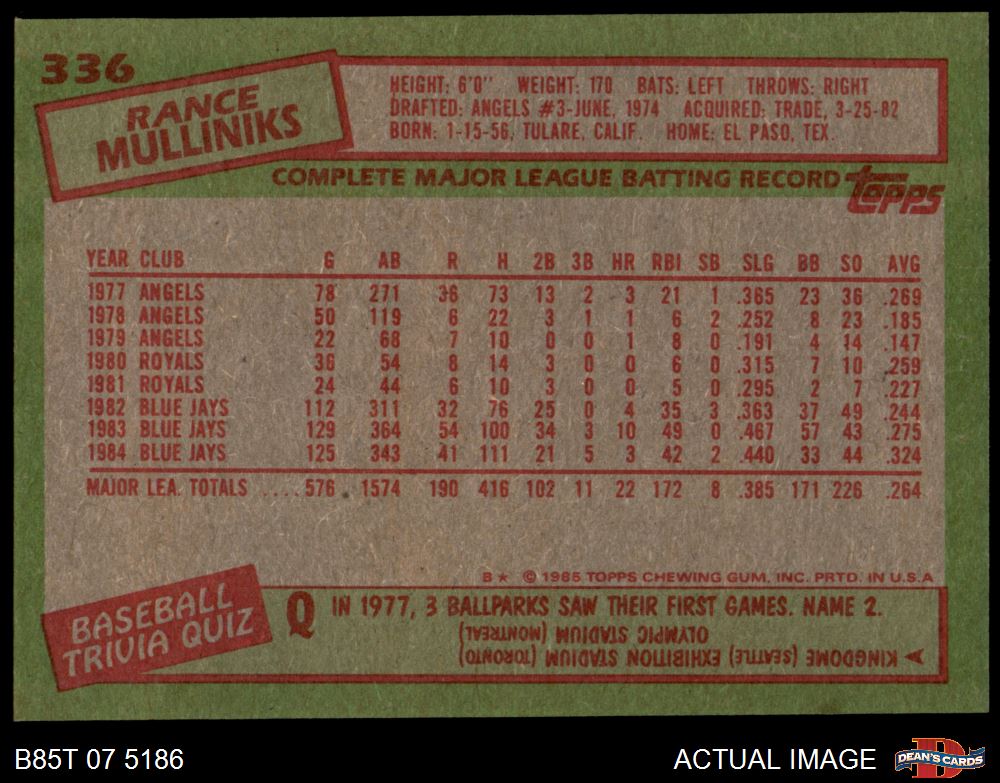 336
RANCE
MULLINIKS
HEIGHT: 6'0" WEIGHT: 170 BATS: LEFT THROWS: RIGHT
DRAFTED: ANGELS #3-JUNE, 1974 ACQUIRED: TRADE, 3-25-82
BORN: 1-15-56, TULARE, CALIF. HOME: EL PASO, TEX.
COMPLETE MAJOR LEAGUE BATTING RECORD topps
YEAR CLUB G AB R H 2B 3B HR RBI SB SLG BB SO AVG
1977 ANGELS 78 271 36 73 13 2 3 21 1 .365 23 36 .269
1978 ANGELS 50 119 6 22 3 1 1 6 2 .252 8 23 .185
1979 ANGELS 22 68 7 10 0 0 1 8 0 .191 4 14 .147
1980 ROYALS 36 54 8 14 3 0 0 6 0 .315 7 10 .259
1981 ROYALS 24 44 6 10 3 0 0 5 0 .295 2 7 .227
1982 BLUE JAYS 112 311 32 76 25 0 4 35 3 .363 37 49 .244
1983 BLUE JAYS 129 364 54 100 34 3 10 49 0 .467 57 43 .275
1984 BLUE JAYS 125 343 41 111 21 5 3 42 2 .440 33 44 .324
MAJOR LEA. TOTALS .... 576 1574 190 416 102 11 22 172 8 .385 171 226 .264
B★ © 1985 TOPPS CHEWING GUM, INC. PRTD. IN U.S.A
BASEBALL
TRIVIA QUIZ
Q IN 1977, 3 BALLPARKS SAW THEIR FIRST GAMES. NAME 2.
KINGDOME (SEATTLE) EXHIBITION STADIUM (TORONTO)
OLYMPIC STADIUM (MONTREAL)
B85T 07 5186
ACTUAL IMAGE
D
DEAN'S CARDS